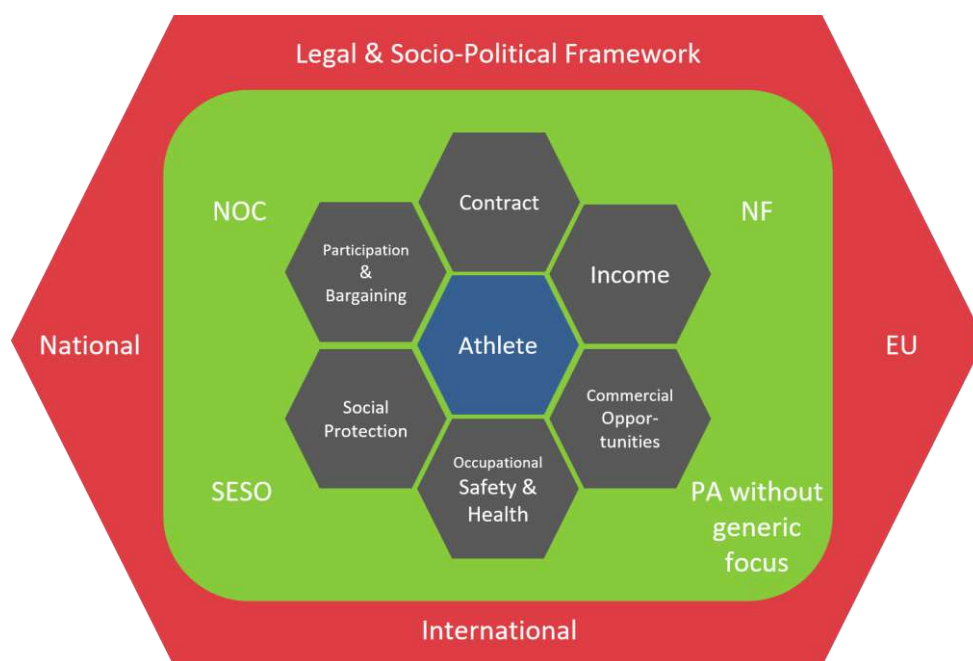 Legal & Socio-Political Framework
NOC
NF
Contract
Participation
&
Bargaining
Income
National
Athlete
EU
Social
Protection
Commercial
Oppor-
tunities
Occupational
Safety &
Health
SESO
PA without
generic
focus
International